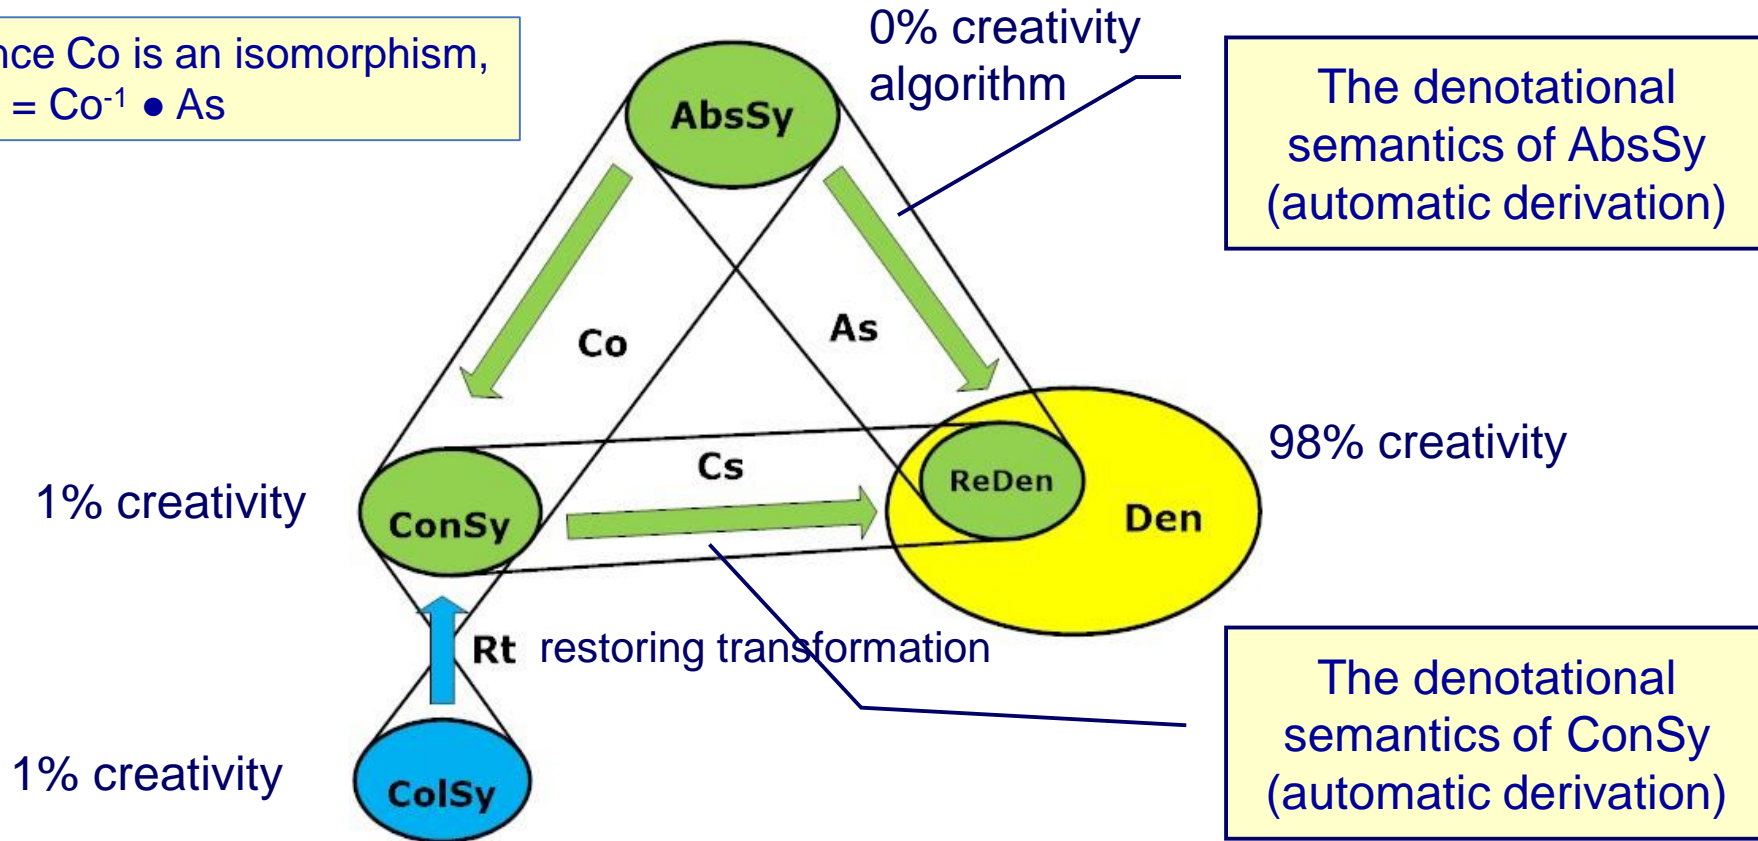 nce Co is an isomorphism,
= Co-1 ● As
0% creativity
algorithm
The denotational
semantics of AbsSy
(automatic derivation)
AbsSy
Co
As
98% creativity
Cs
ReDen
Den
1% creativity
ConSy
Rt restoring transformation
The denotational
semantics of ConSy
(automatic derivation)
1% creativity
ColSy